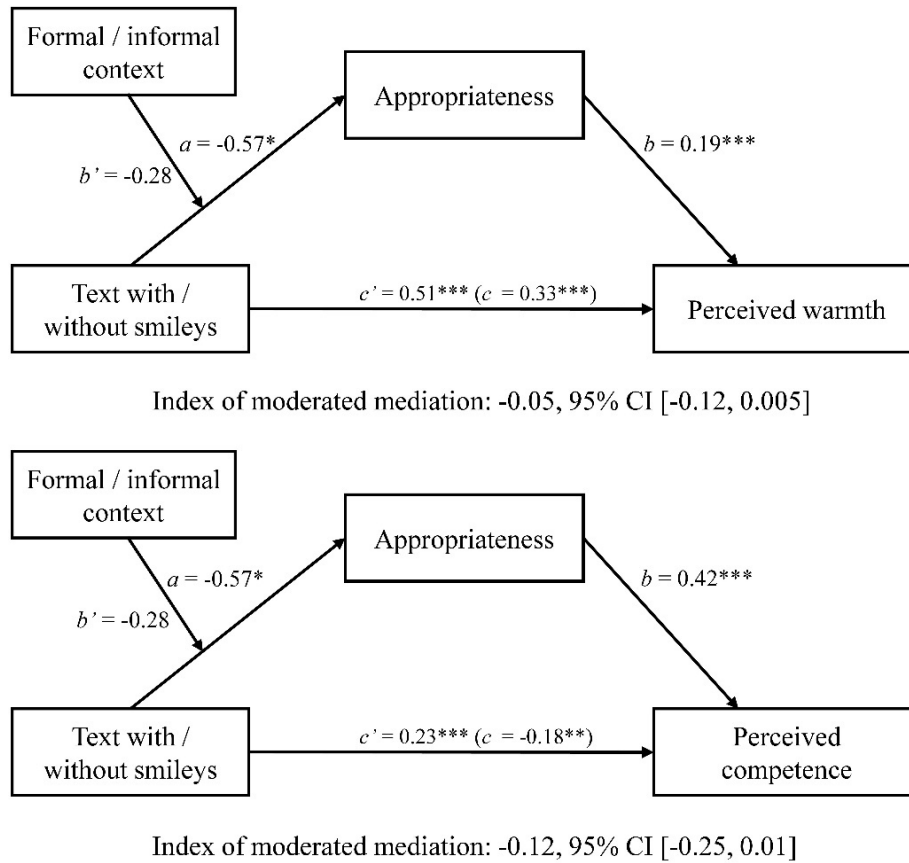 Formal / informal
context
Appropriateness
a = -0.57*
b’ = -0.28
b = 0.19***
Text with /
without smileys
c’ = 0.51*** (c = 0.33***)
Perceived warmth
Index of moderated mediation: -0.05, 95% CI [-0.12, 0.005]
Formal / informal
context
Appropriateness
a = -0.57*
b’ = -0.28
b = 0.42***
Text with /
without smileys
c’ = 0.23*** (c = -0.18**)
Perceived
competence
Index of moderated mediation: -0.12, 95% CI [-0.25, 0.01]